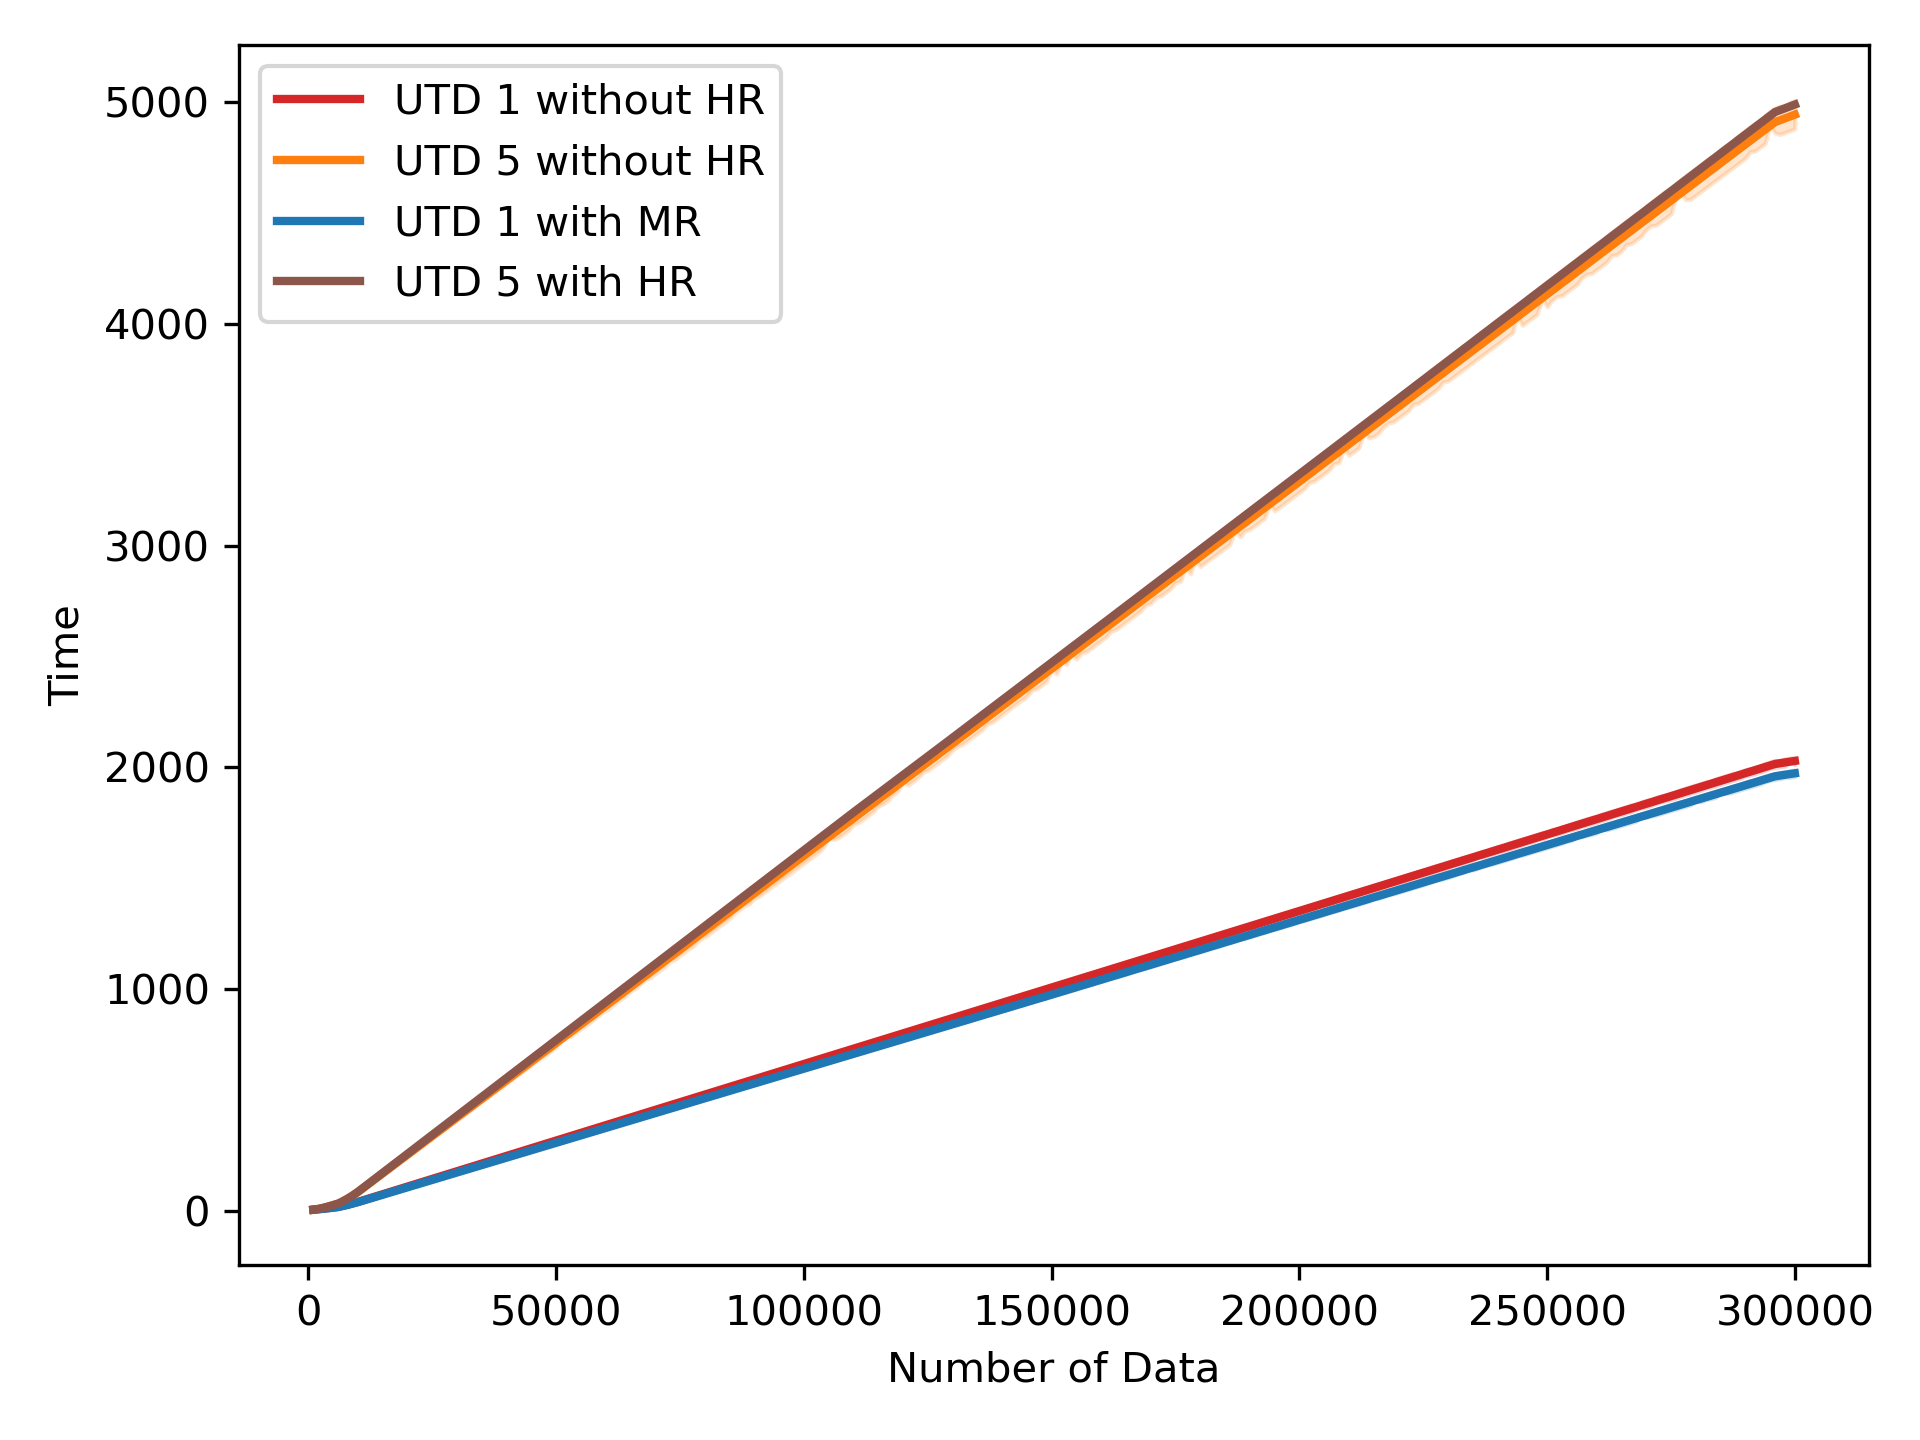 UTD 1 without HR
UTD 5 without HR
UTD 1 with MR
UTD 5 with HR
5000
4000
3000
2000
1000
0
Time
0 50000 100000 150000 200000 250000 300000
Number of Data